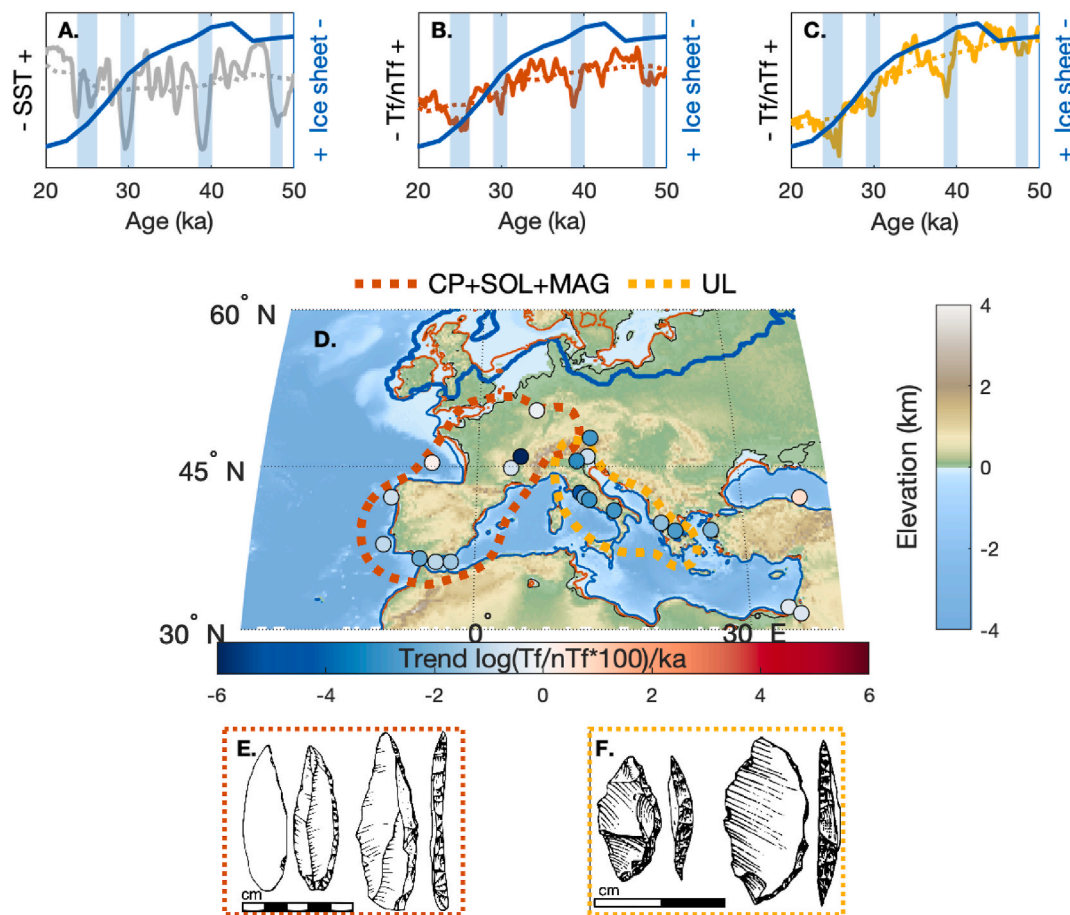 A. B. C.
- SST +
+ Ice sheet -
- Tf/nTf +
+ Ice sheet -
- Tf/nTf +
+ Ice sheet -
20 30 40 50 20 30 40 50 20 30 40 50
Age (ka) Age (ka) Age (ka)
CP+SOL+MAG UL
60° N
D.
45° N
30° N
0° 30° E
4
2
0
-2
-4
Elevation (km)
Trend log(Tf/nTf*100)/ka
-6 -4 -2 0 2 4 6
E. F.
cm cm